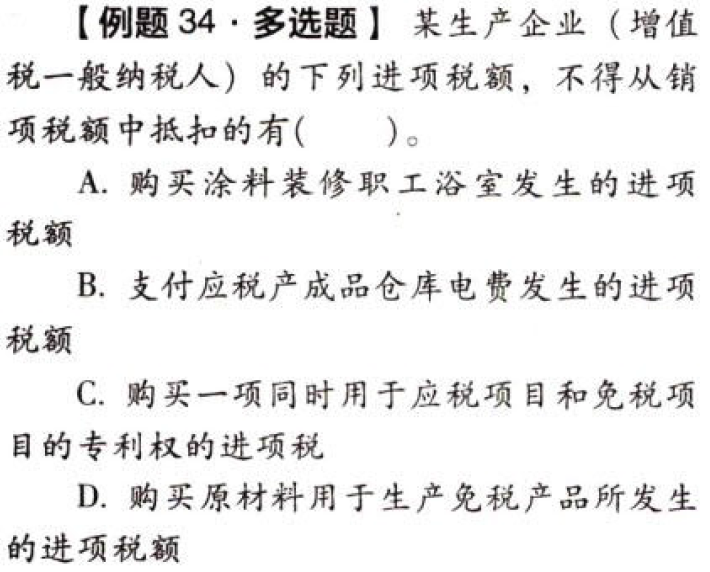 【例题 34·多选题】 某生产企业（增值
税一般纳税人）的下列进项税额，不得从销
项税额中抵扣的有(　　)。
A. 购买涂料装修职工浴室发生的进项
税额
B. 支付应税产成品仓库电费发生的进项
税额
C. 购买一项同时用于应税项目和免税项
目的专利权的进项税
D. 购买原材料用于生产免税产品所发生
的进项税额